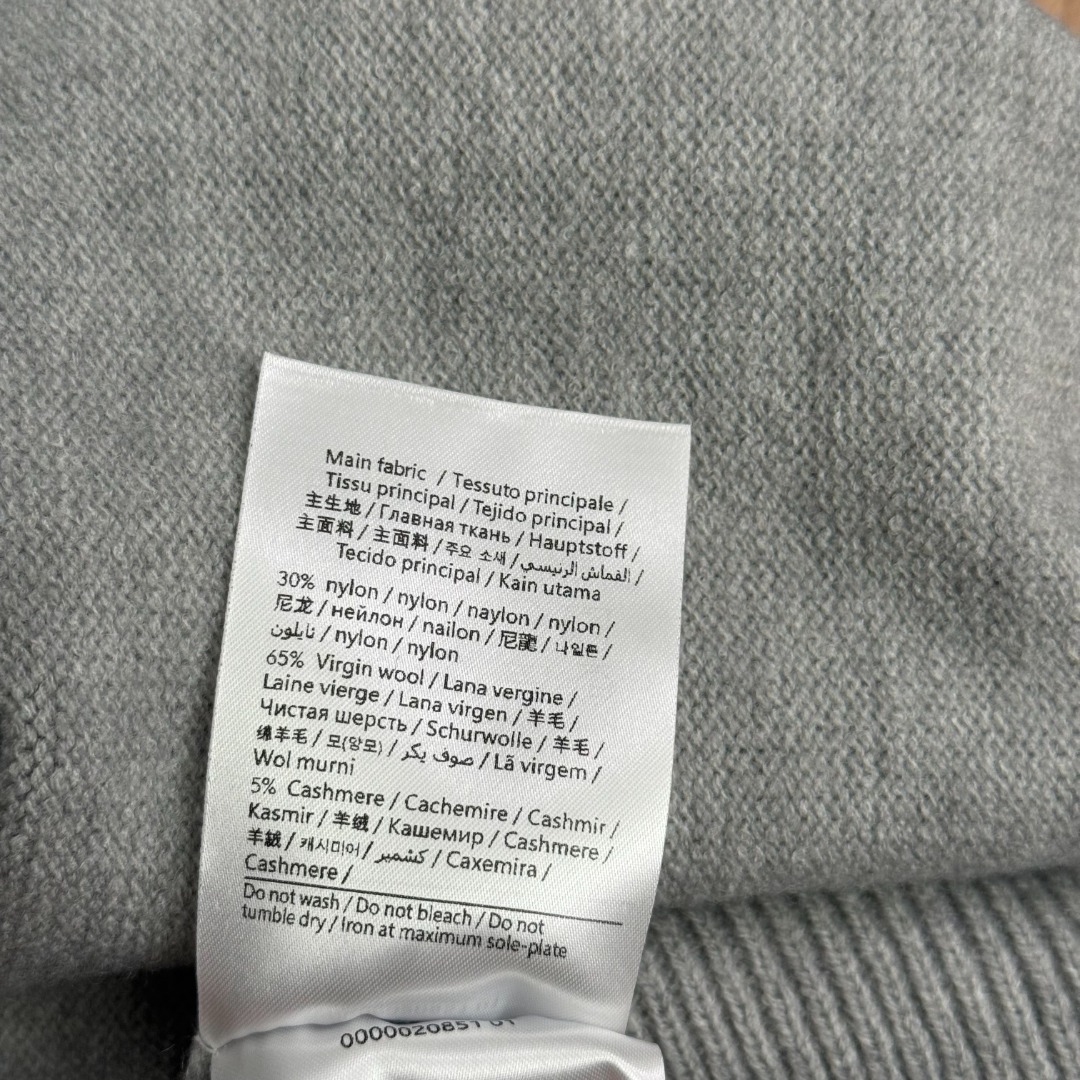 Main fabric / Tessuto principale /
Tissu principal / Tejido principal /
主生地 / Главная ткань / Hauptstoff /
主面料 / 主面料 / 주요 소새 / القماش الرئيسي /
Tecido principal / Kain utama
30% nylon / nylon / naylon / nylon /
尼龙 / нейлон / nailon / 尼龍 / 나일론 /
نايلون / nylon / nylon
65% Virgin wool / Lana vergine /
Laine vierge / Lana virgen / 羊毛 /
Чистая шерсть / Schurwolle / 羊毛 /
绵羊毛 / 모(양모) / صوف بكر / Lã virgem /
Wol murni
5% Cashmere / Cachemire / Cashmir /
Kasmir / 羊绒 / Кашемир / Cashmere /
羊絨 / 캐시미어 / كشمير / Caxemira /
Cashmere /
Do not wash / Do not bleach / Do not
tumble dry / Iron at maximum sole-plate